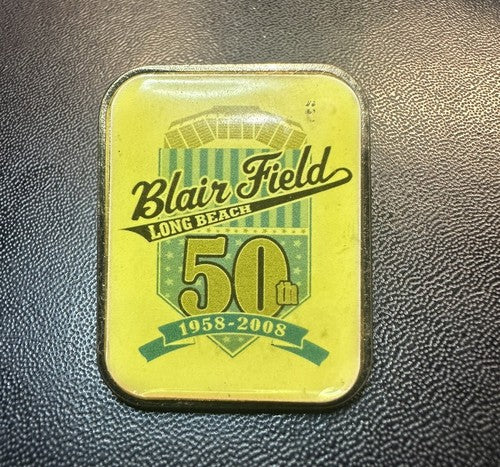 Blair Field
LONG BEACH
50th
1958-2008